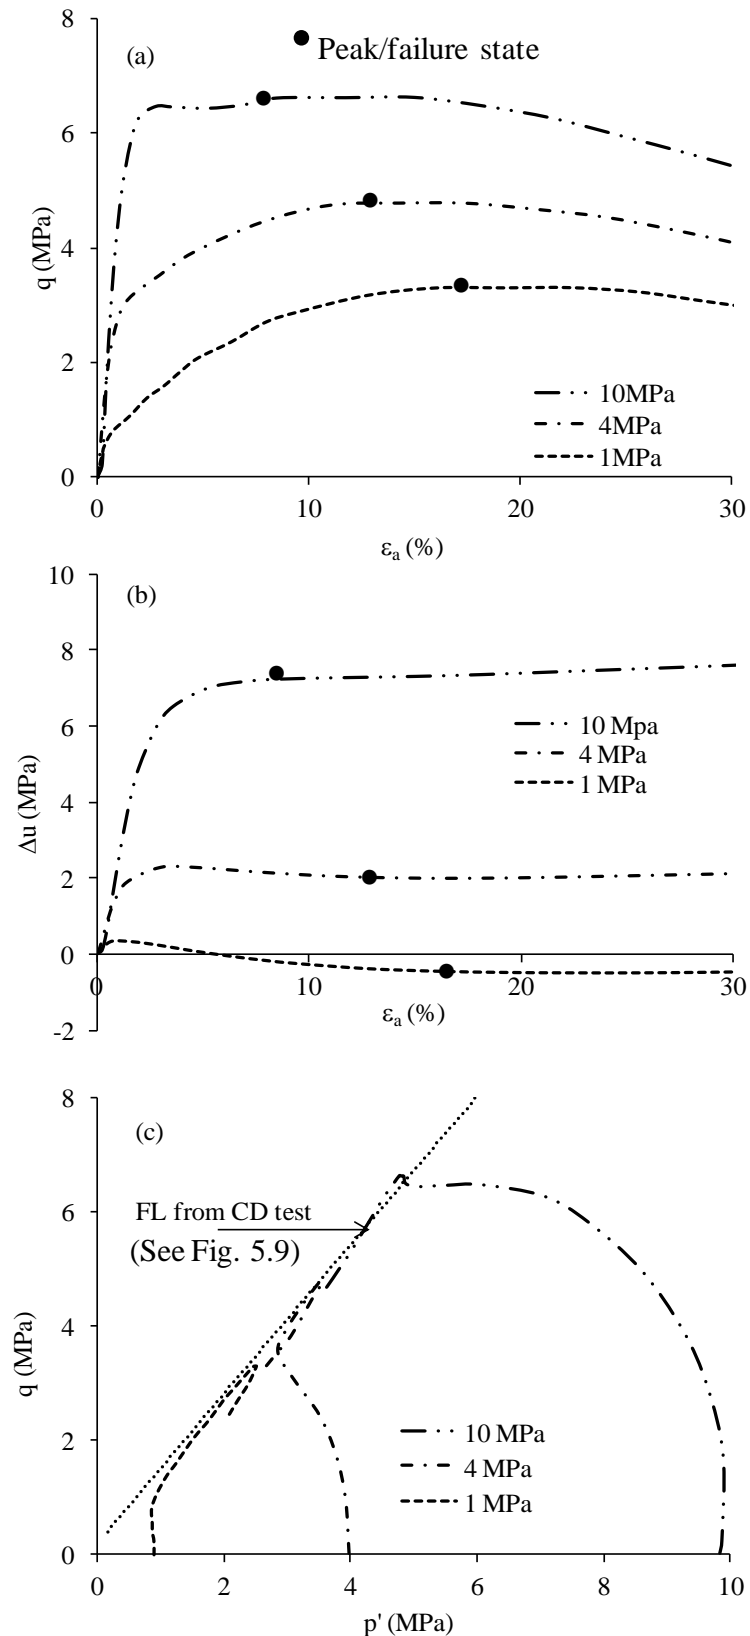 8
(a)
Peak/failure state
6
q (MPa)
4
2
10MPa
4MPa
1MPa
0
0
10
20
30
εa (%)
10
(b)
8
6
10 Mpa
4 MPa
1 MPa
Δu (MPa)
4
2
0
0
10
20
30
εa (%)
-2
8
(c)
6
FL from CD test
(See Fig. 5.9)
q (MPa)
4
2
10 MPa
4 MPa
1 MPa
0
0
2
4
6
8
10
p' (MPa)